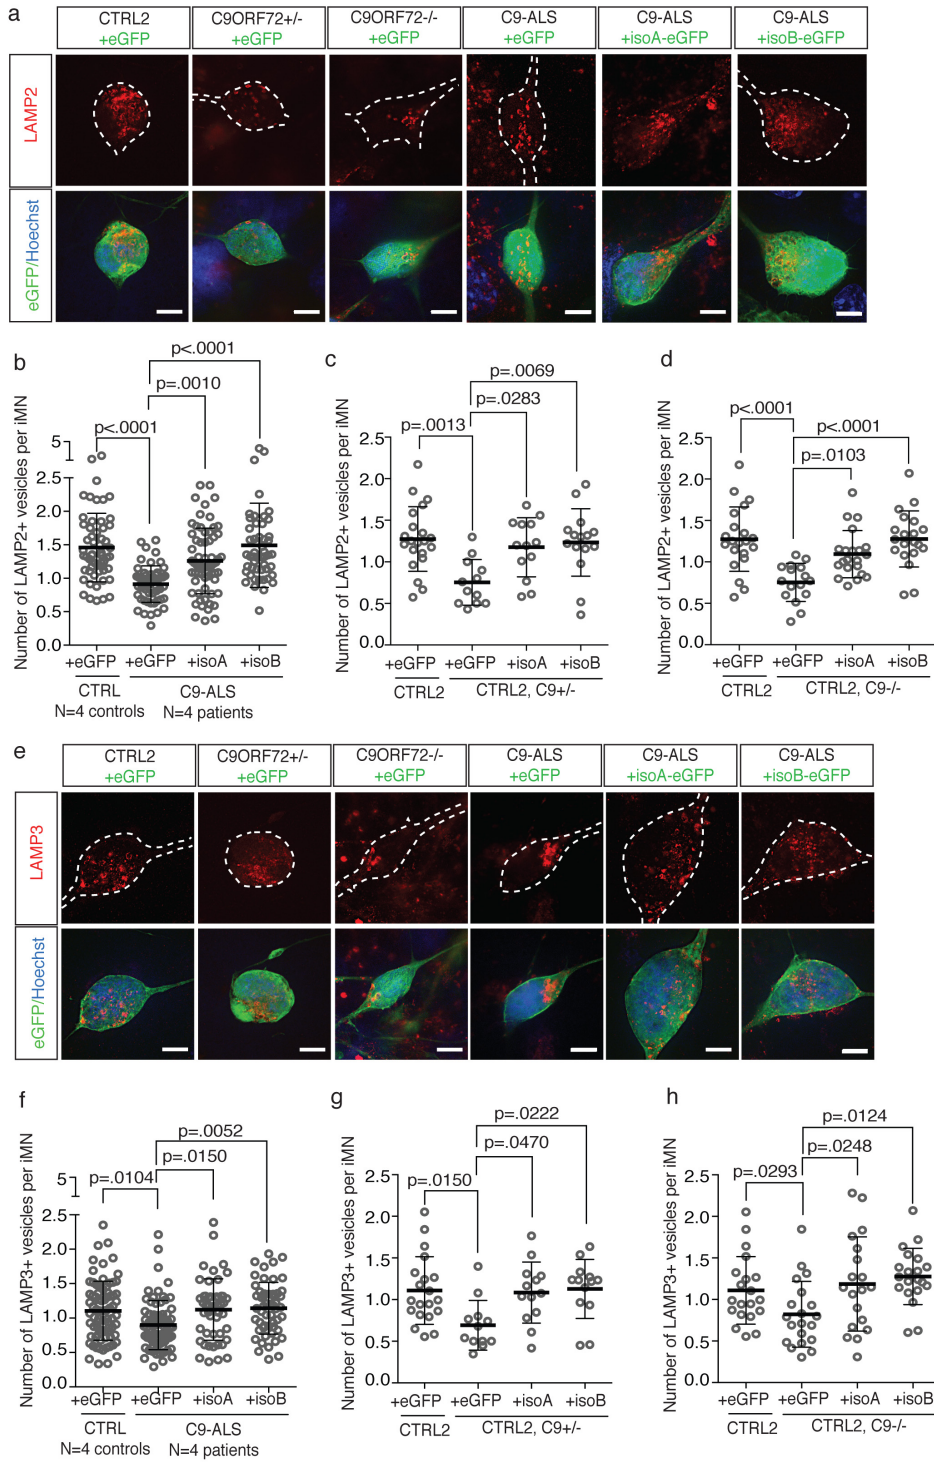 a
CTRL2
+eGFP
C9ORF72+/-
+eGFP
C9ORF72-/-
+eGFP
C9-ALS
+eGFP
C9-ALS
+isoA-eGFP
C9-ALS
+isoB-eGFP
LAMP2
eGFP/Hoechst
b
Number of LAMP2+ vesicles per iMN
p<.0001
p=.0010
p<.0001
5
1
2.5
2.0
1.5
1.0
0.5
0.0
+eGFP
+eGFP
+isoA
+isoB
CTRL
C9-ALS
N=4 controls
N=4 patients
c
Number of LAMP2+ vesicles per iMN
p=.0069
p=.0283
p=.0013
2.5
2.0
1.5
1.0
0.5
0.0
+eGFP
+eGFP
+isoA
+isoB
CTRL2
CTRL2, C9+/-
d
Number of LAMP2+ vesicles per iMN
p<.0001
p<.0001
p=.0103
2.5
2.0
1.5
1.0
0.5
0.0
+eGFP
+eGFP
+isoA
+isoB
CTRL2
CTRL2, C9-/-
e
CTRL2
+eGFP
C9ORF72+/-
+eGFP
C9ORF72-/-
+eGFP
C9-ALS
+eGFP
C9-ALS
+isoA-eGFP
C9-ALS
+isoB-eGFP
LAMP3
eGFP/Hoechst
f
Number of LAMP3+ vesicles per iMN
p=.0052
p=.0150
p=.0104
5
1
2.5
2.0
1.5
1.0
0.5
0.0
+eGFP
+eGFP
+isoA
+isoB
CTRL
C9-ALS
N=4 controls
N=4 patients
g
Number of LAMP3+ vesicles per iMN
p=.0222
p=.0470
p=.0150
2.5
2.0
1.5
1.0
0.5
0.0
+eGFP
+eGFP
+isoA
+isoB
CTRL2
CTRL2, C9+/-
h
Number of LAMP3+ vesicles per iMN
p=.0124
p=.0248
p=.0293
2.5
2.0
1.5
1.0
0.5
0.0
+eGFP
+eGFP
+isoA
+isoB
CTRL2
CTRL2, C9-/-